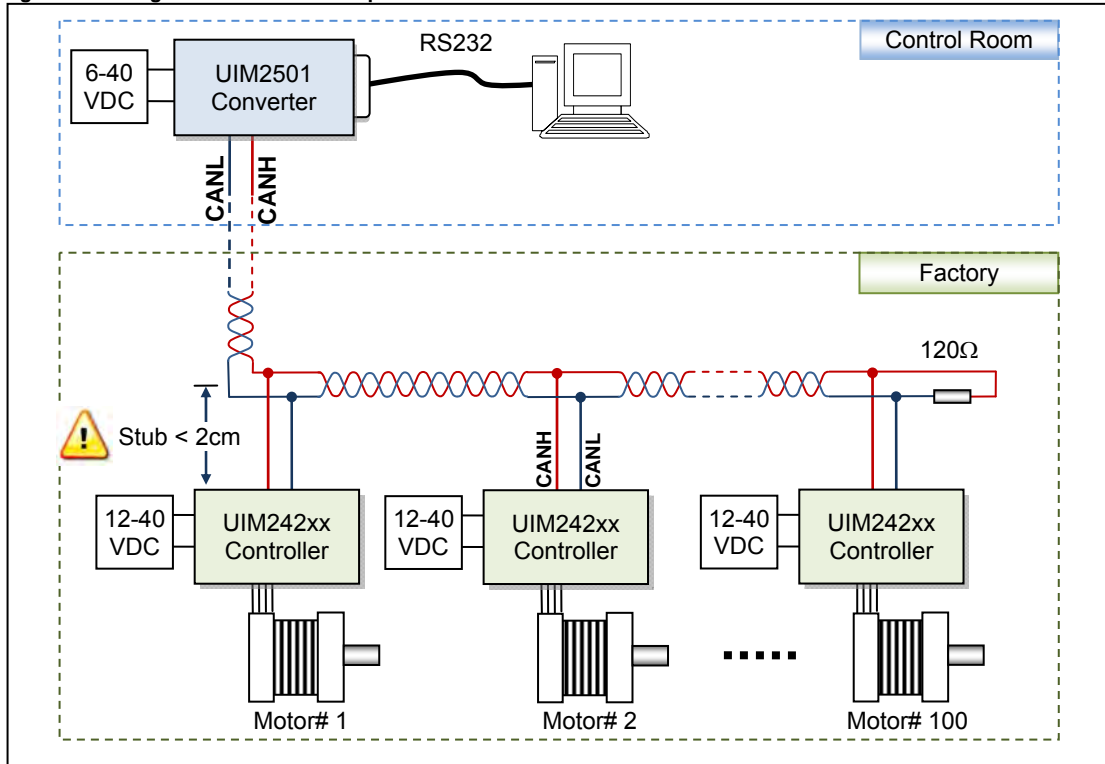 RS232
Control Room
6-40
VDC
UIM2501
Converter
CANL
CANH
Factory
120Ω
Stub < 2cm
CANH
CANL
12-40
VDC
UIM242xx
Controller
12-40
VDC
UIM242xx
Controller
12-40
VDC
UIM242xx
Controller
Motor# 1
Motor# 2
Motor# 100